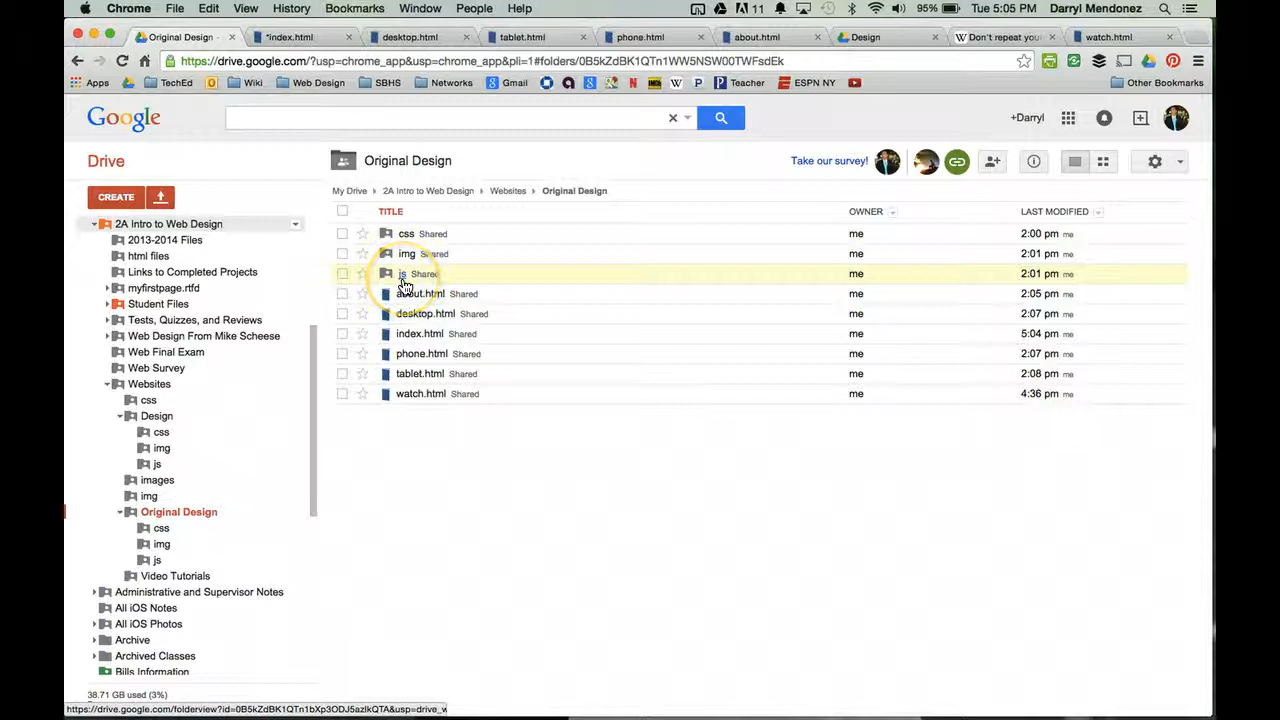 Chrome File Edit View History Bookmarks Window People Help 11 95% Tue 5:05 PM Darryl Mendonez
Original Design - *index.html desktop.html tablet.html phone.html about.html Design Don't repeat you watch.html
https://drive.google.com/?usp=chrome_app&usp=chrome_app&pli=1#folders/0B5kZdBK1QTn1WW5NSW00TWFsdEk
Apps TechEd Wiki Web Design SBHS Networks Gmail Teacher ESPN NY Other Bookmarks
Google +Darryl
Drive Original Design Take our survey!
CREATE
My Drive 2A Intro to Web Design Websites Original Design
TITLE OWNER LAST MODIFIED
css Shared me 2:00 pm me
img Shared me 2:01 pm me
js Shared me 2:01 pm me
about.html Shared me 2:05 pm me
desktop.html Shared me 2:07 pm me
index.html Shared me 5:04 pm me
phone.html Shared me 2:07 pm me
tablet.html Shared me 2:08 pm me
watch.html Shared me 4:36 pm me
2A Intro to Web Design
2013-2014 Files
html files
Links to Completed Projects
myfirstpage.rtfd
Student Files
Tests, Quizzes, and Reviews
Web Design From Mike Scheese
Web Final Exam
Web Survey
Websites
css
Design
css
img
js
images
img
Original Design
css
img
js
Video Tutorials
Administrative and Supervisor Notes
All iOS Notes
All iOS Photos
Archive
Archived Classes
Bills Information
38.71 GB used (3%)
https://drive.google.com/folderview?id=0B5kZdBK1QTn1bXp3ODJ5azlkQTA&usp=drive_w